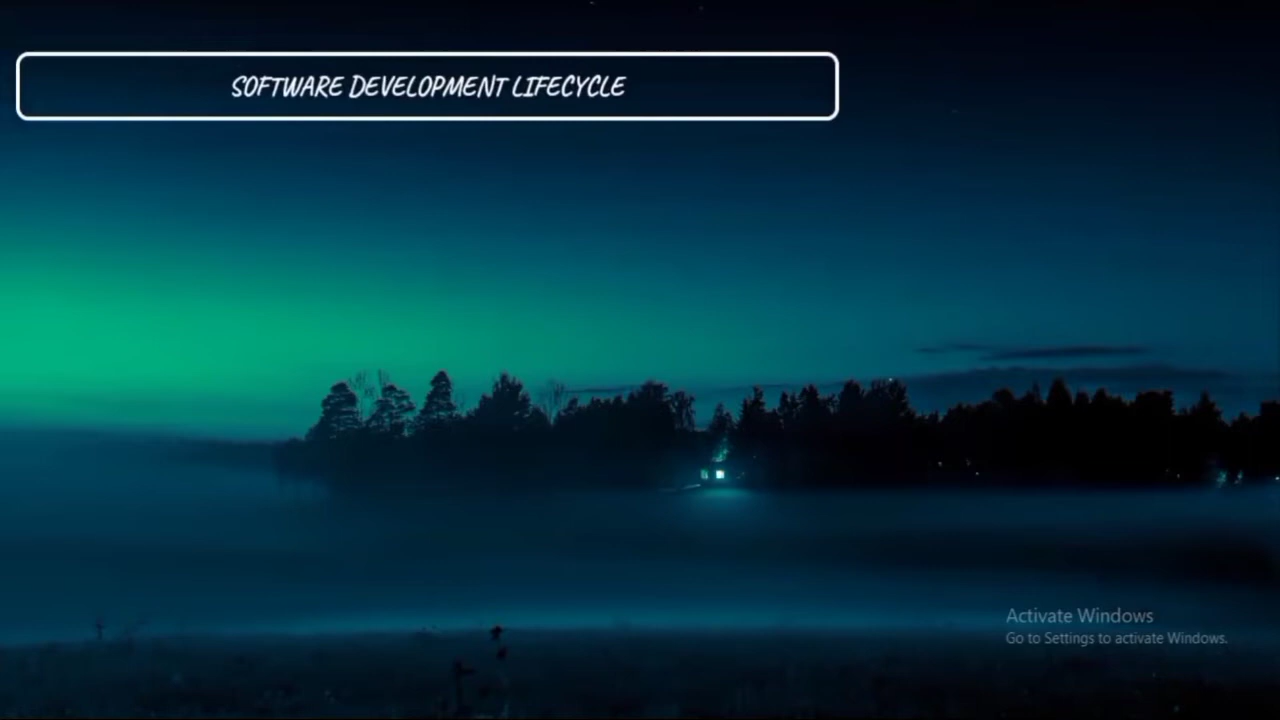 SOFTWARE DEVELOPMENT LIFECYCLE
Activate Windows
Go to Settings to activate Windows.